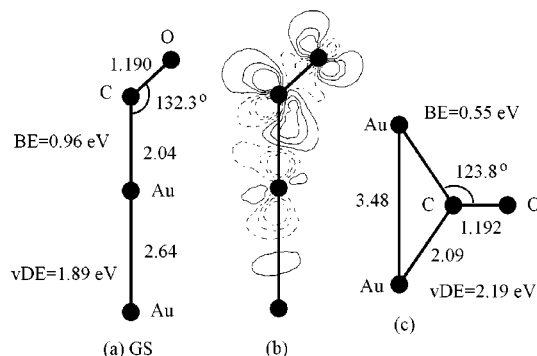 O
1.190
C
132.3°
BE=0.96 eV
2.04
Au
2.64
vDE=1.89 eV
Au
(a) GS
(b)
Au
BE=0.55 eV
123.8°
3.48
C
O
1.192
2.09
Au
vDE=2.19 eV
(c)